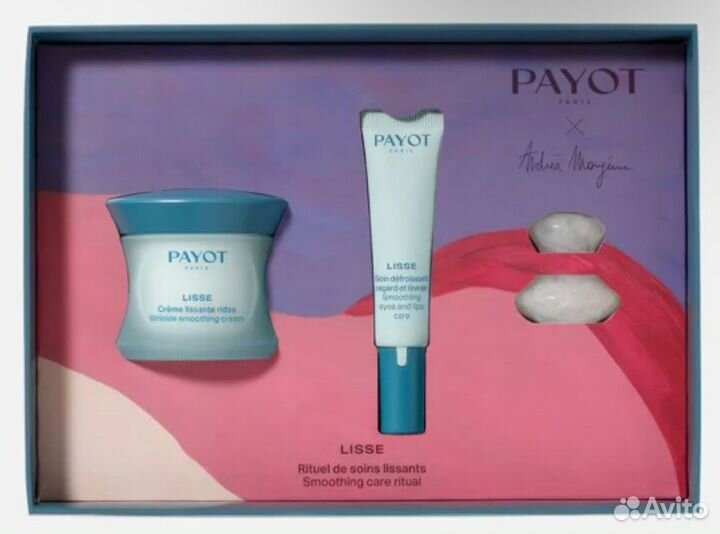 PAYOT
PARIS
×
Andréa Mongenie
PAYOT
PARIS
LISSE
Soin défroissant
regard et lèvres
Smoothing
eyes and lips
care
PAYOT
PARIS
LISSE
Crème lissante rides
Wrinkle smoothing cream
LISSE
Rituel de soins lissants
Smoothing care ritual
Avito